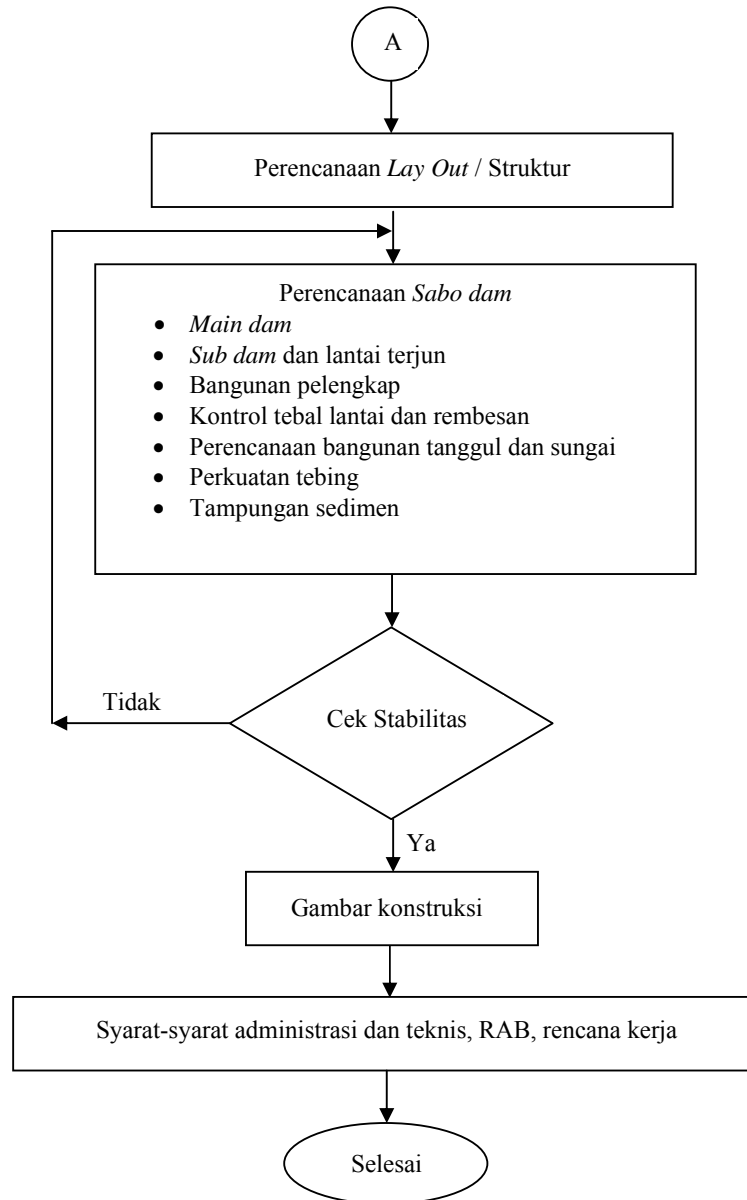 A
Perencanaan Lay Out / Struktur
Perencanaan Sabo dam
• Main dam
• Sub dam dan lantai terjun
• Bangunan pelengkap
• Kontrol tebal lantai dan rembesan
• Perencanaan bangunan tanggul dan sungai
• Perkuatan tebing
• Tampungan sedimen
Tidak
Cek Stabilitas
Ya
Gambar konstruksi
Syarat-syarat administrasi dan teknis, RAB, rencana kerja
Selesai